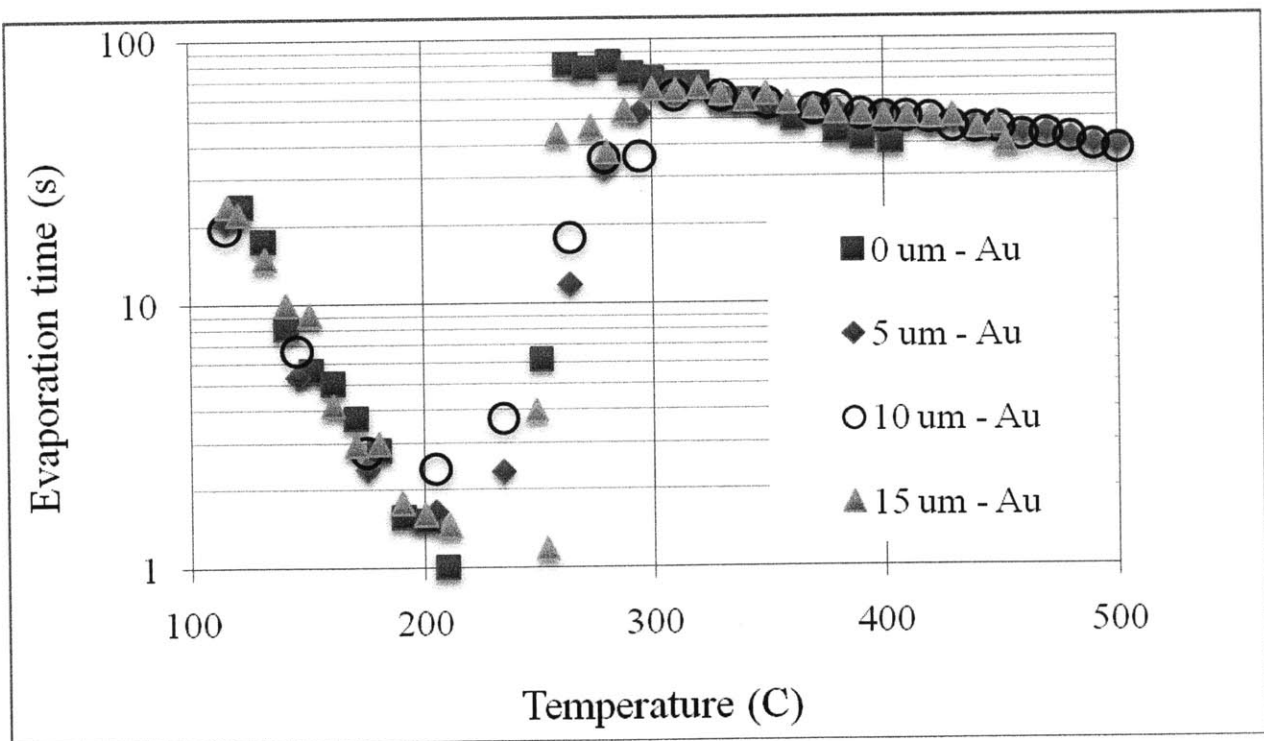 100
10
1
100 200 300 400 500
Evaporation time (s)
Temperature (C)
0 um - Au
5 um - Au
10 um - Au
15 um - Au